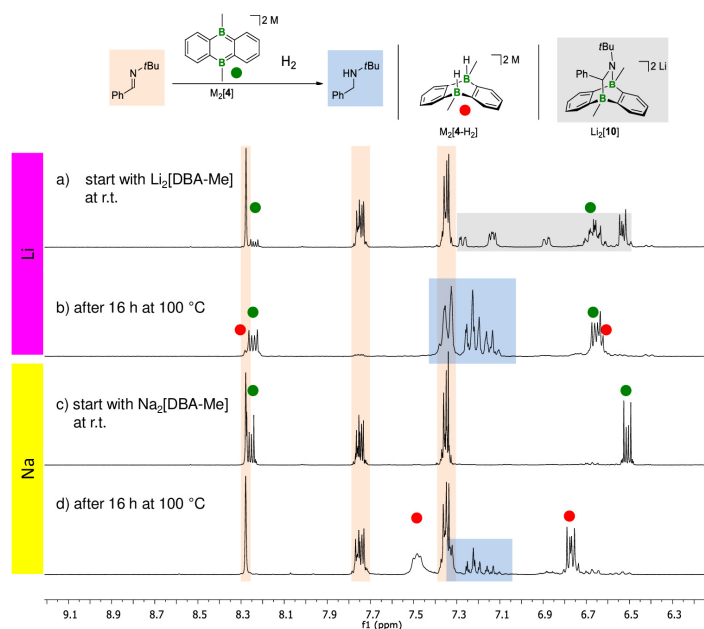 tBu
N
Ph
B
B
M₂[4]
]2 M
H₂
tBu
HN
Ph
H
H
B
B
]2 M
M₂[4-H₂]
tBu
N
Ph
B
B
]2 Li
Li₂[10]
Li
a) start with Li₂[DBA-Me]
at r.t.
b) after 16 h at 100 °C
Na
c) start with Na₂[DBA-Me]
at r.t.
d) after 16 h at 100 °C
9.1 8.9 8.7 8.5 8.3 8.1 7.9 7.7 7.5 7.3 7.1 6.9 6.7 6.5 6.3
f1 (ppm)